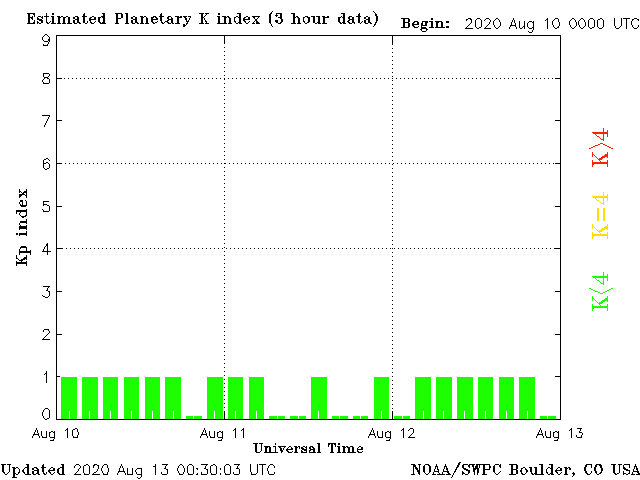 Estimated Planetary K index (3 hour data)
Begin: 2020 Aug 10 0000 UTC
9
8
7
6
5
4
3
2
1
0
Kp index
K>4
K=4
K<4
Aug 10 Aug 11 Aug 12 Aug 13
Universal Time
Updated 2020 Aug 13 00:30:03 UTC
NOAA/SWPC Boulder, CO USA